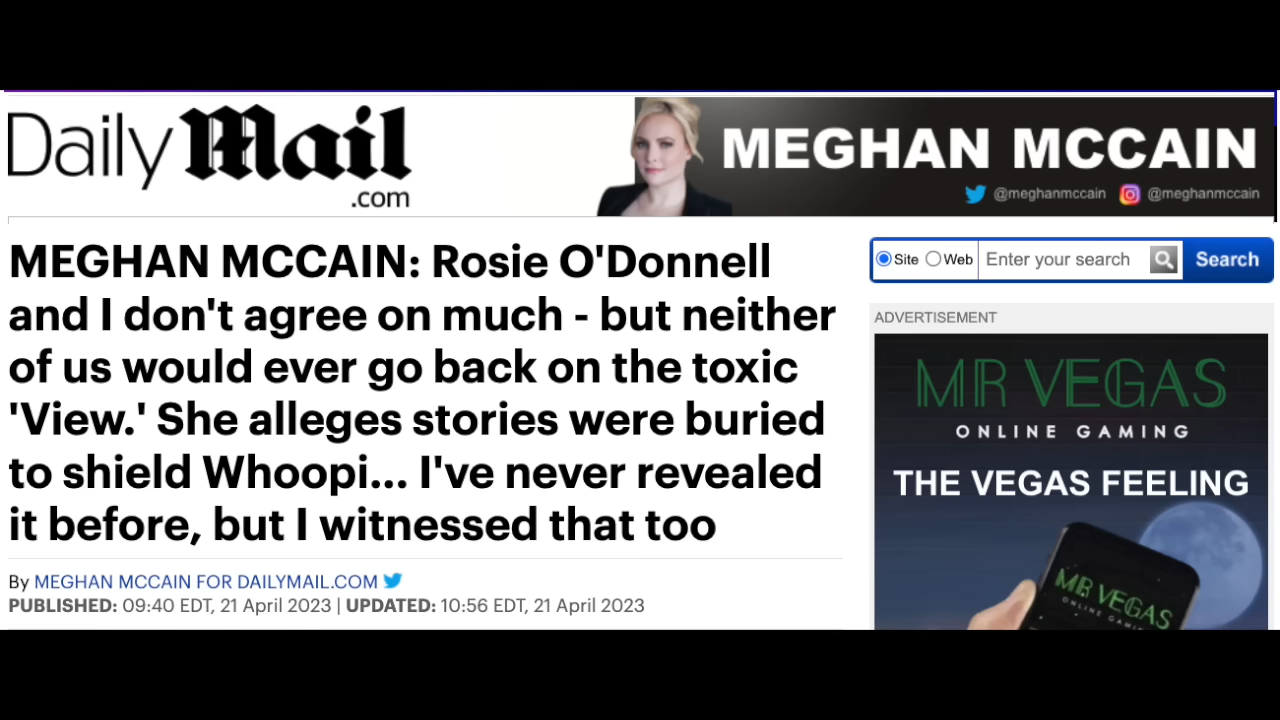 Daily Mail
.com
MEGHAN MCCAIN
@meghanmccain @meghanmccain
MEGHAN MCCAIN: Rosie O'Donnell
and I don't agree on much - but neither
of us would ever go back on the toxic
'View.' She alleges stories were buried
to shield Whoopi... I've never revealed
it before, but I witnessed that too
By MEGHAN MCCAIN FOR DAILYMAIL.COM
PUBLISHED: 09:40 EDT, 21 April 2023 | UPDATED: 10:56 EDT, 21 April 2023
Site Web Enter your search Search
ADVERTISEMENT
MR VEGAS
ONLINE GAMING
THE VEGAS FEELING
MR VEGAS
ONLINE GAMING